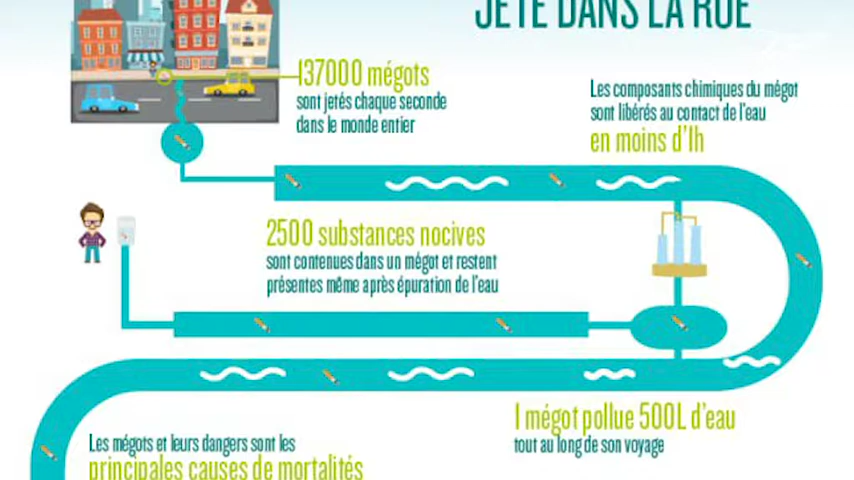 JETÉ DANS LA RUE
137000 mégots
sont jetés chaque seconde
dans le monde entier
Les composants chimiques du mégot
sont libérés au contact de l'eau
en moins d'1h
2500 substances nocives
sont contenues dans un mégot et restent
présentes même après épuration de l'eau
1 mégot pollue 500L d'eau
tout au long de son voyage
Les mégots et leurs dangers sont les
principales causes de mortalités